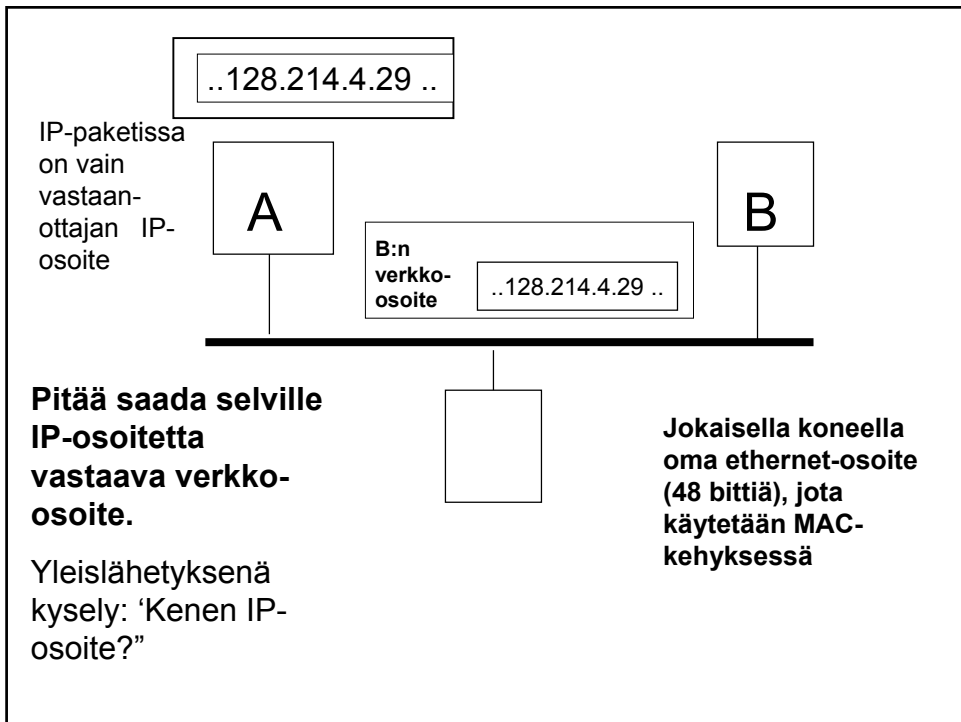 ..128.214.4.29 ..
IP-paketissa
on vain
vastaan-
ottajan IP-
osoite
A
B
B:n
verkko-
osoite
..128.214.4.29 ..
Pitää saada selville
IP-osoitetta
vastaava verkko-
osoite.
Yleislähetyksenä
kysely: ‘Kenen IP-
osoite?”
Jokaisella koneella
oma ethernet-osoite
(48 bittiä), jota
käytetään MAC-
kehyksessä